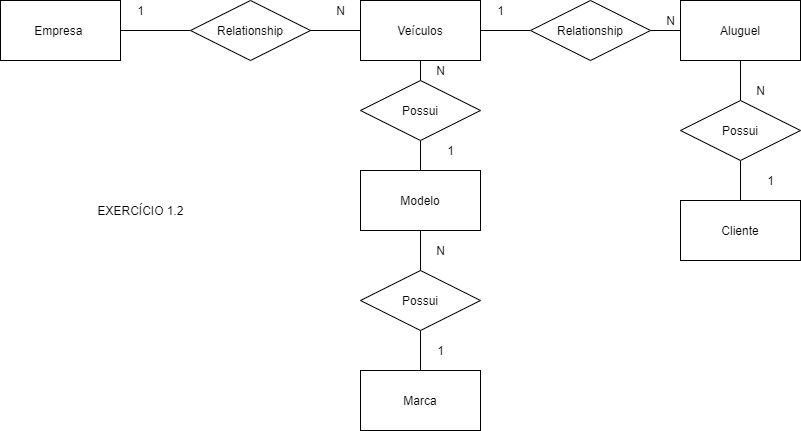 1
N
1
N
Empresa
Relationship
Veículos
Relationship
Aluguel
N
N
Possui
Possui
1
1
Modelo
EXERCÍCIO 1.2
Cliente
N
Possui
1
Marca